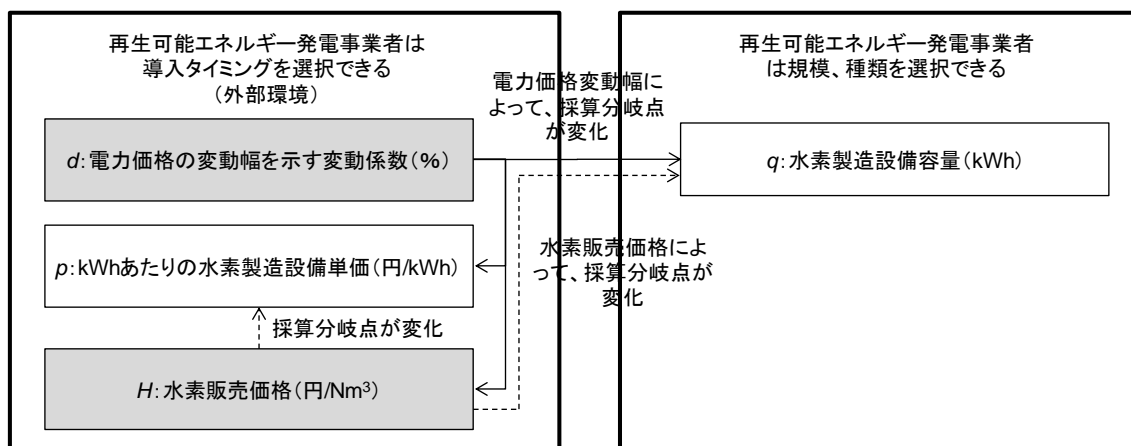 再生可能エネルギー発電事業者は
導入タイミングを選択できる
（外部環境）
d：電力価格の変動幅を示す変動係数（%）
p：kWhあたりの水素製造設備単価（円/kWh）
採算分岐点が変化
H：水素販売価格（円/Nm³）
電力価格変動幅に
よって、採算分岐点
が変化
水素販売価格によ
って、採算分岐点が
変化
再生可能エネルギー発電事業者
は規模、種類を選択できる
q：水素製造設備容量（kWh）